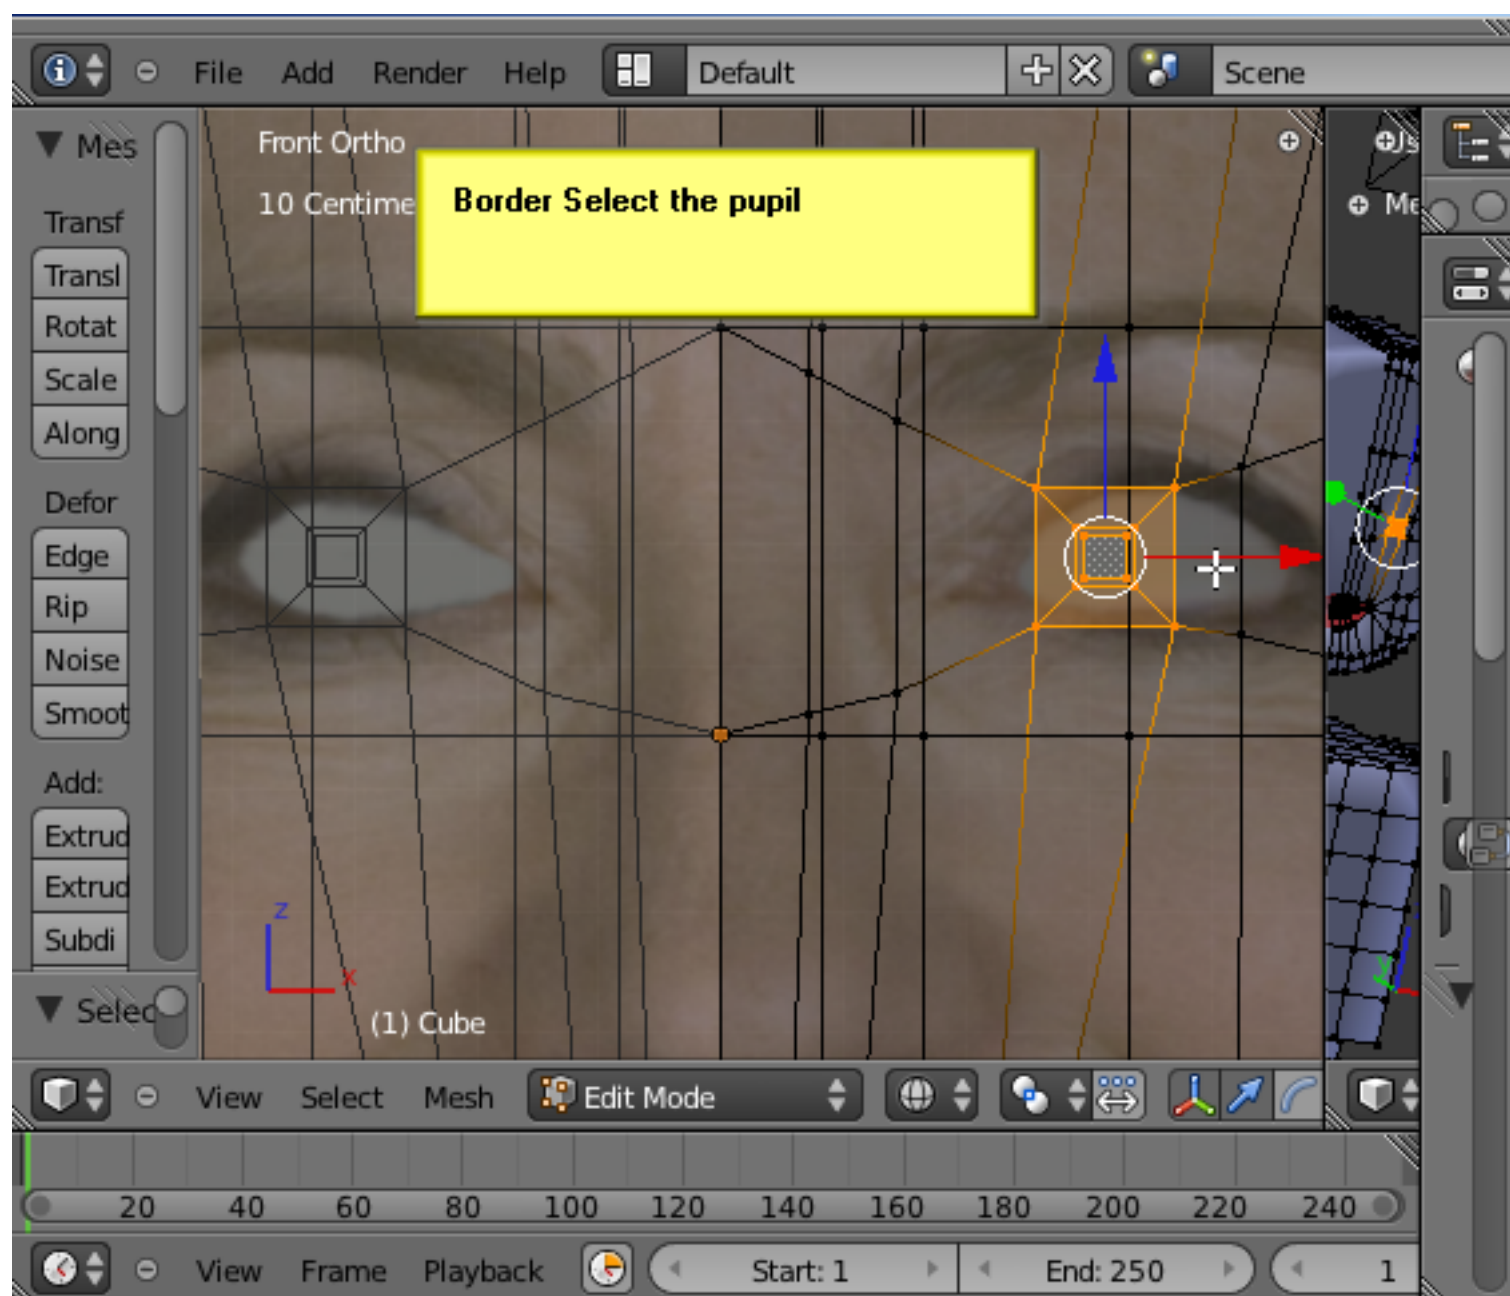 File Add Render Help Default Scene
Mes
Front Ortho
10 Centime
Border Select the pupil
Me
Transf
Transl
Rotat
Scale
Along
Defor
Edge
Rip
Noise
Smoot
Add:
Extrud
Extrud
Subdi
Selec
z
x
y
(1) Cube
View Select Mesh Edit Mode
20 40 60 80 100 120 140 160 180 200 220 240
View Frame Playback Start: 1 End: 250 1